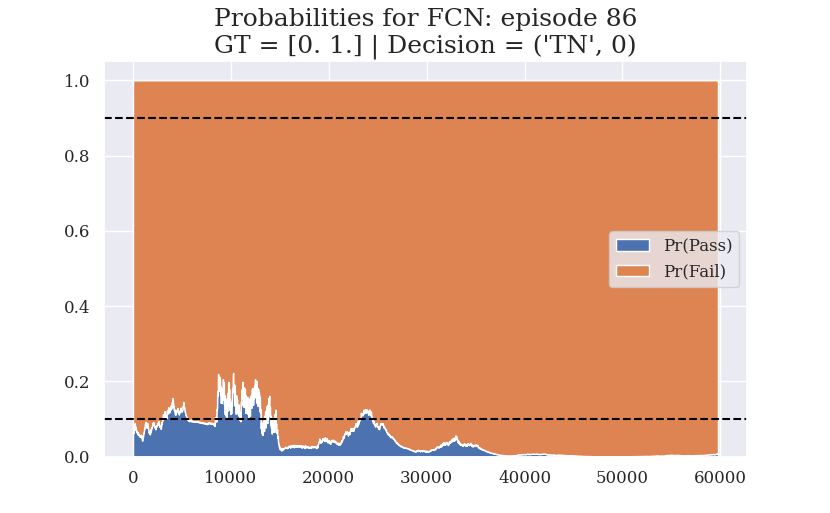 Probabilities for FCN: episode 86
GT = [0. 1.] | Decision = ('TN', 0)
1.0
0.8
0.6
0.4
0.2
0.0
Pr(Pass)
Pr(Fail)
0 10000 20000 30000 40000 50000 60000